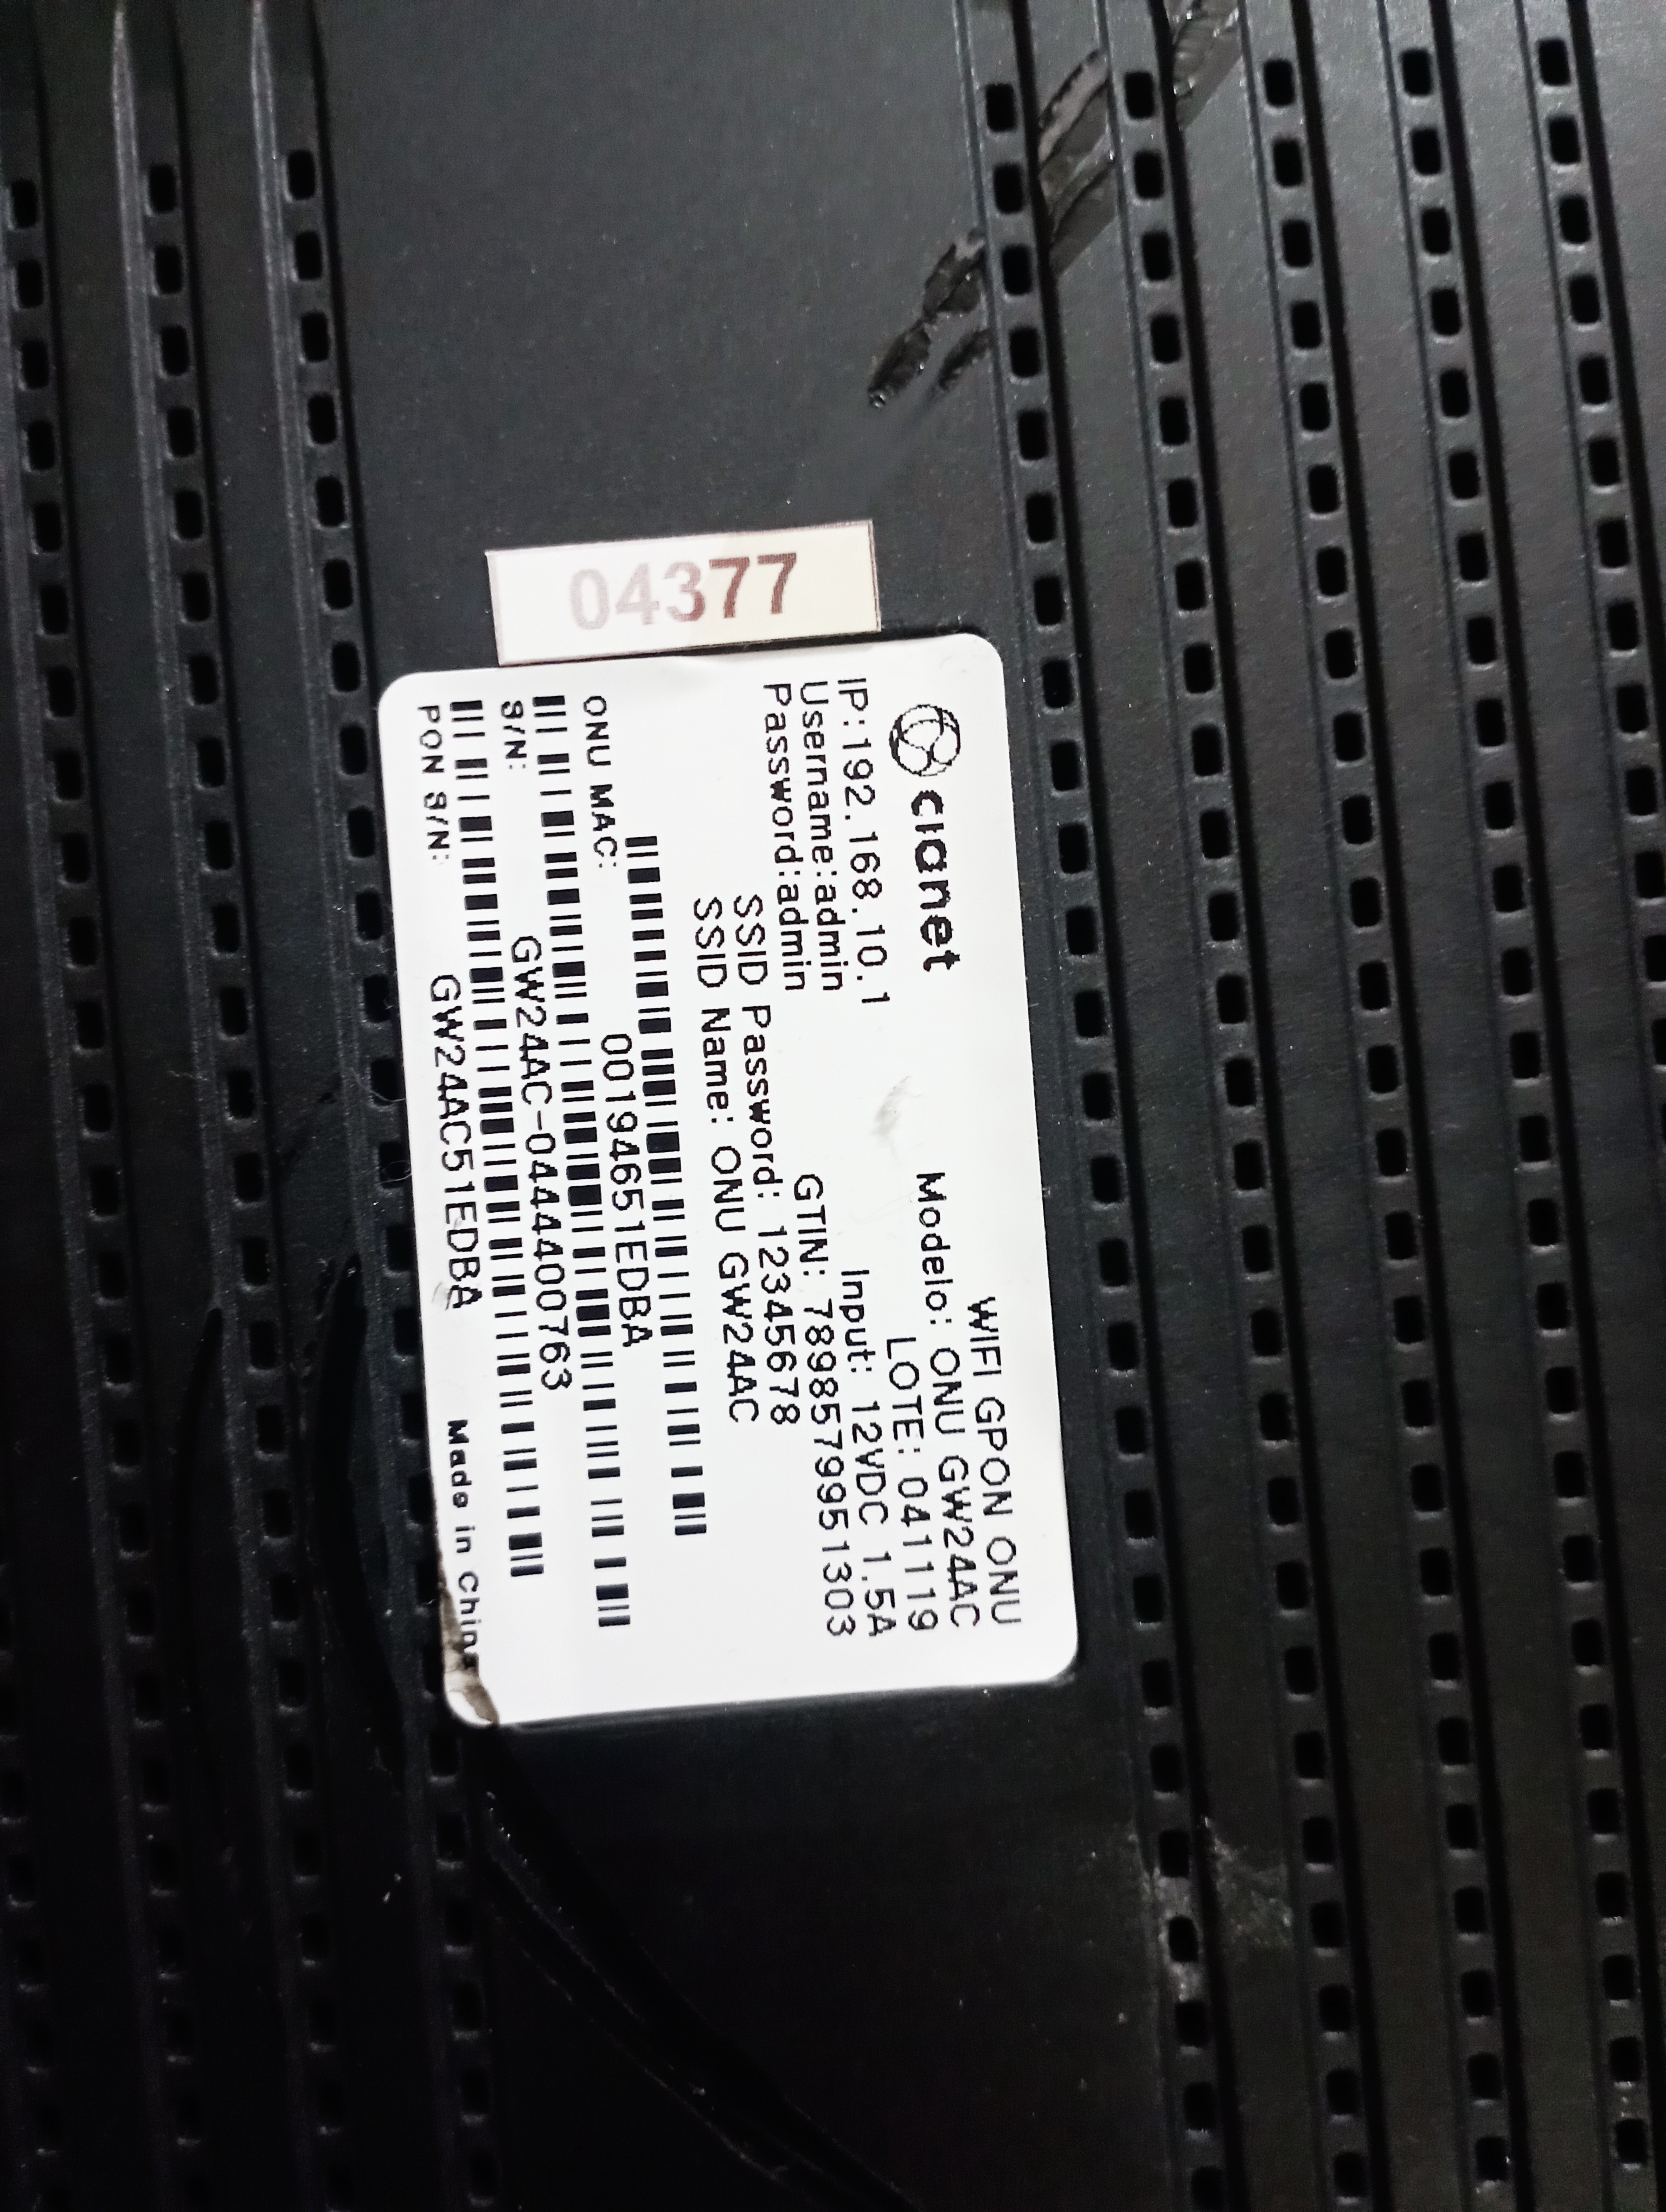 04377
cianet
WIFI GPON ONU
Modelo: ONU GW24AC
LOTE: 041119
IP:192.168.10.1
Input: 12VDC 1.5A
Username:admin
GTIN: 7898579951303
Password:admin
SSID Password: 12345678
SSID Name: ONU GW24AC
ONU MAC: 00194651EDBA
S/N: GW24AC-0444400763
PON S/N: GW24AC51EDBA
Made in China